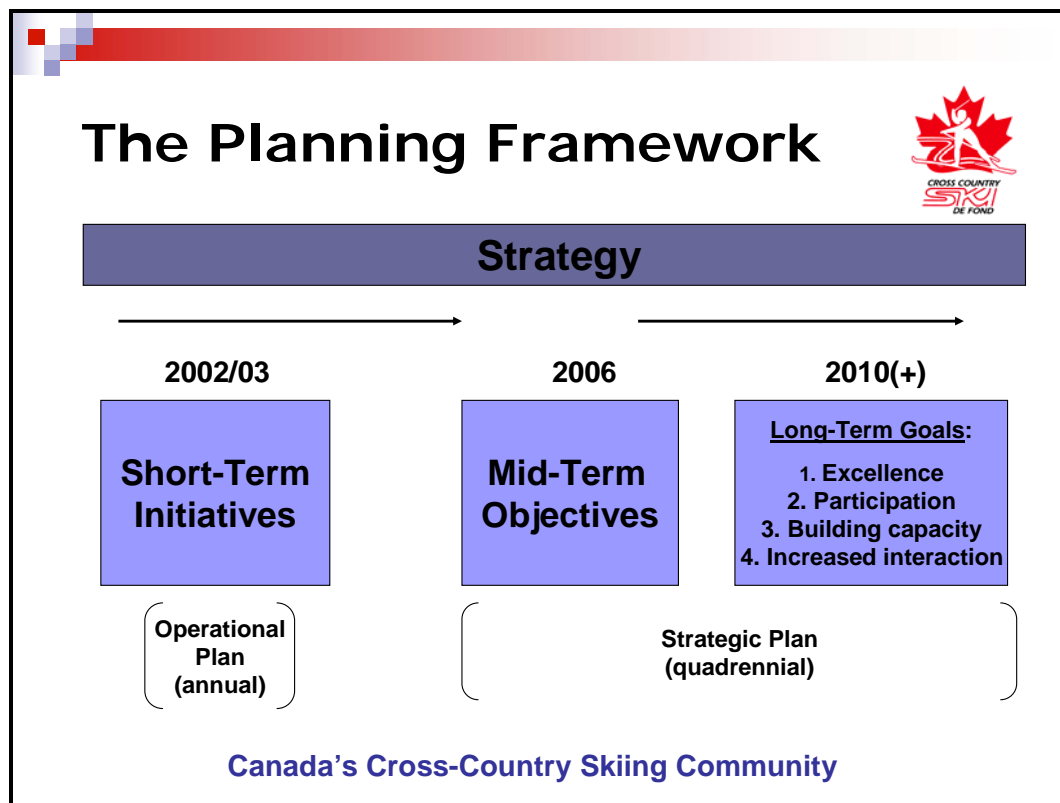 The Planning Framework
CROSS COUNTRY
SKI
DE FOND
Strategy
2002/03
2006
2010(+)
Short-Term
Initiatives
Mid-Term
Objectives
Long-Term Goals:
1. Excellence
2. Participation
3. Building capacity
4. Increased interaction
Operational
Plan
(annual)
Strategic Plan
(quadrennial)
Canada's Cross-Country Skiing Community